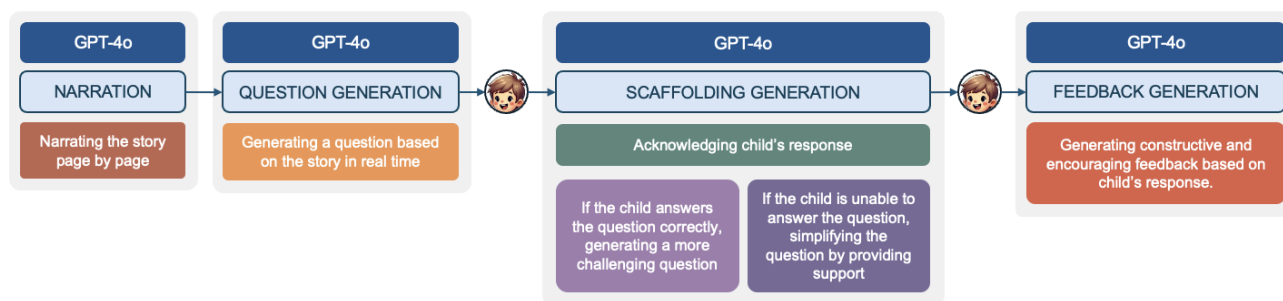 GPT-4o
NARRATION
Narrating the story
page by page
GPT-4o
QUESTION GENERATION
Generating a question based
on the story in real time
GPT-4o
SCAFFOLDING GENERATION
Acknowledging child's response
If the child answers
the question correctly,
generating a more
challenging question
If the child is unable to
answer the question,
simplifying the
question by providing
support
GPT-4o
FEEDBACK GENERATION
Generating constructive and
encouraging feedback based on
child's response.